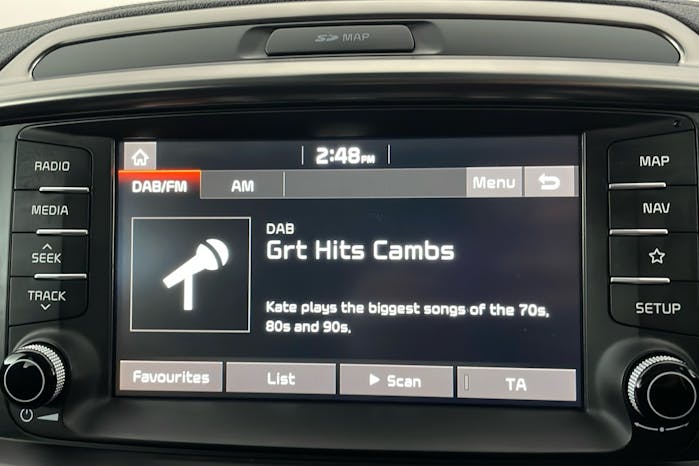 SD MAP
RADIO
MEDIA
SEEK
TRACK
2:48PM
DAB/FM AM Menu
DAB
Grt Hits Cambs
Kate plays the biggest songs of the 70s,
80s and 90s,
Favourites List Scan TA
MAP
NAV
SETUP